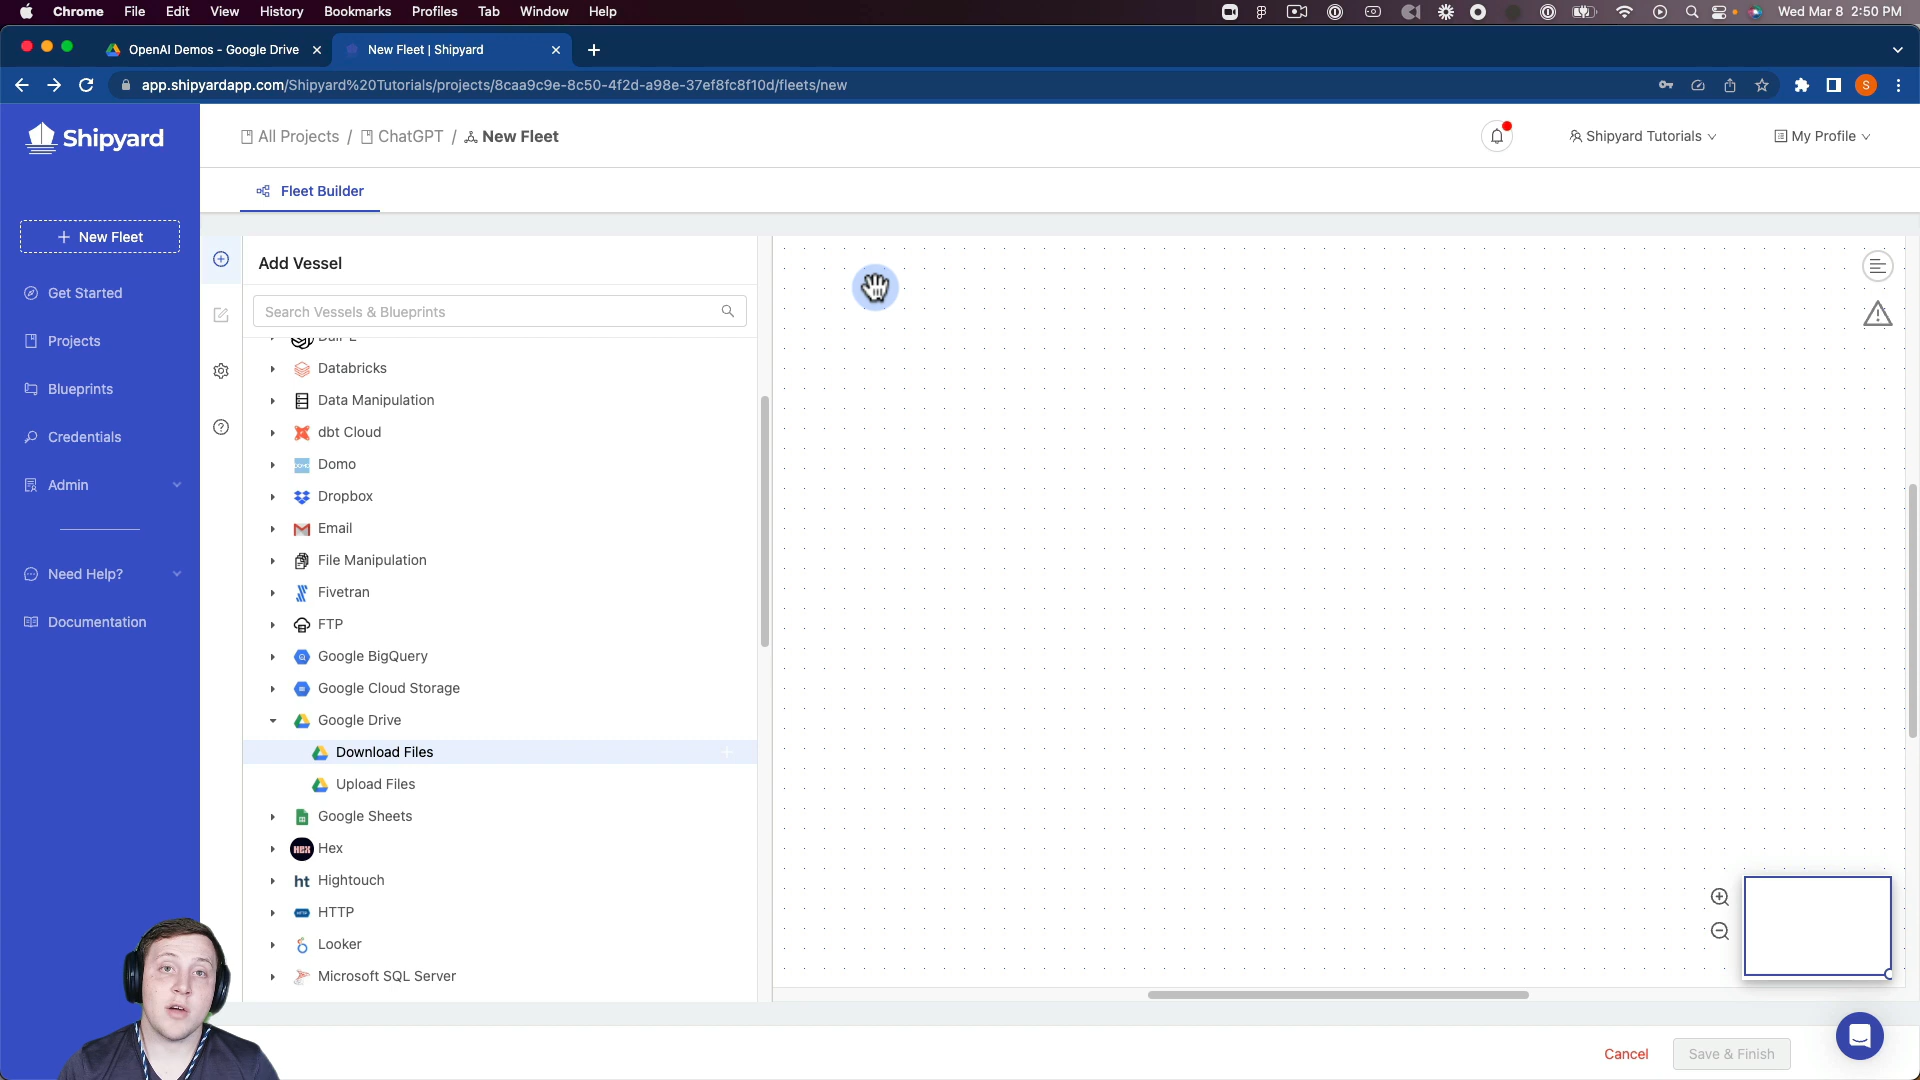 Chrome File Edit View History Bookmarks Profiles Tab Window Help Wed Mar 8 2:50 PM
OpenAI Demos - Google Drive New Fleet | Shipyard
app.shipyardapp.com/Shipyard%20Tutorials/projects/8caa9c9e-8c50-4f2d-a98e-37ef8fc8f10d/fleets/new S
Shipyard
All Projects / ChatGPT / New Fleet
Shipyard Tutorials My Profile
Fleet Builder
+ New Fleet
Get Started
Projects
Blueprints
Credentials
Admin
Need Help?
Documentation
Add Vessel
Search Vessels & Blueprints
Databricks
Data Manipulation
dbt Cloud
Domo
Dropbox
Email
File Manipulation
Fivetran
FTP
Google BigQuery
Google Cloud Storage
Google Drive
Download Files
Upload Files
Google Sheets
HEX Hex
ht Hightouch
HTTP
Looker
Microsoft SQL Server
Cancel Save & Finish